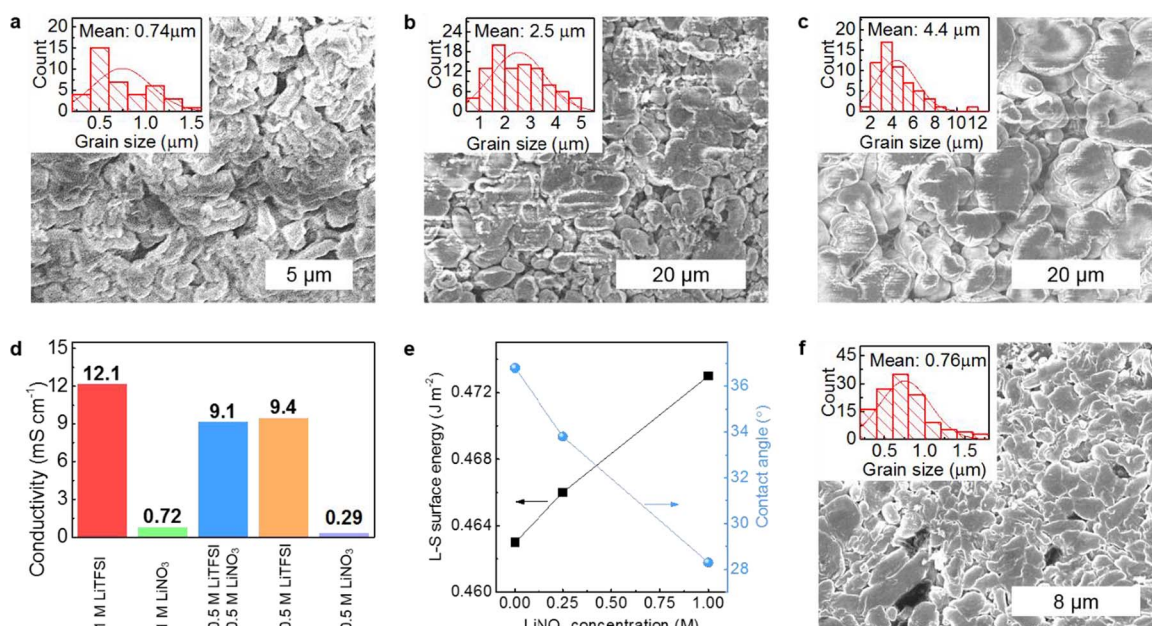 a
Mean: 0.74μm
Count
20
15
10
5
0
0.5 1.0 1.5
Grain size (μm)
5 μm
b
Mean: 2.5 μm
Count
24
18
12
6
0
1 2 3 4 5
Grain size (μm)
20 μm
c
Mean: 4.4 μm
Count
20
15
10
5
0
2 4 6 8 10 12
Grain size (μm)
20 μm
d
Conductivity (mS cm⁻¹)
15
12
9
6
3
0
12.1
0.72
9.1
9.4
0.29
1 M LiTFSI
1 M LiNO₃
0.5 M LiTFSI
0.5 M LiNO₃
0.5 M LiTFSI
0.5 M LiNO₃
e
L-S surface energy (J m⁻²)
0.472
0.468
0.464
0.460
Contact angle (°)
36
34
32
30
28
0.00 0.25 0.50 0.75 1.00
LiNO₃ concentration (M)
f
Mean: 0.76μm
Count
45
30
15
0
0.5 1.0 1.5
Grain size (μm)
8 μm